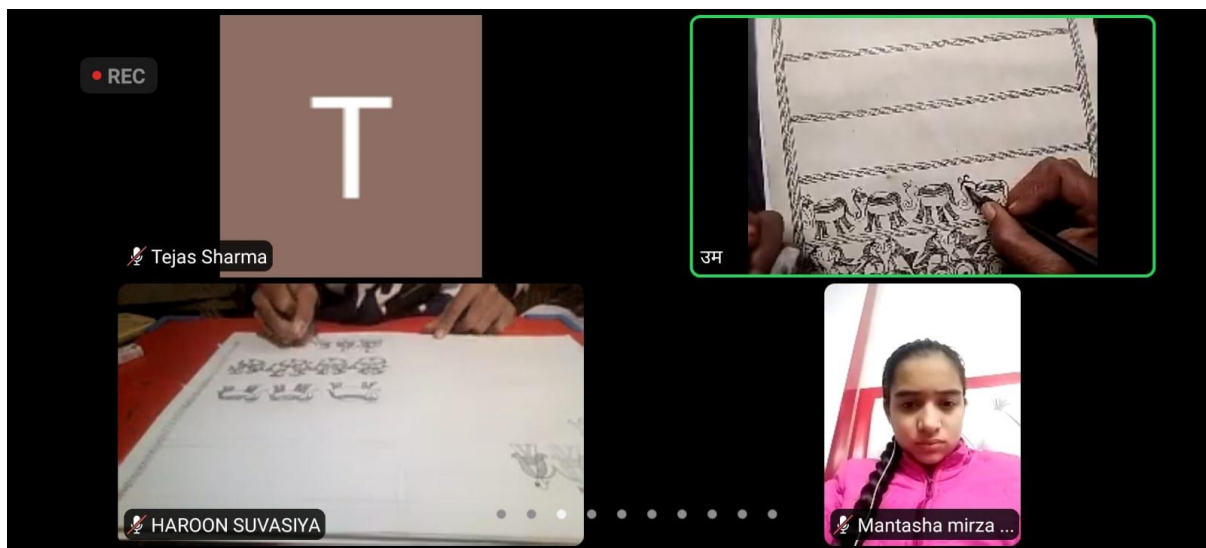 REC
T
Tejas Sharma
उम
HAROON SUVASIYA
Mantasha mirza ...